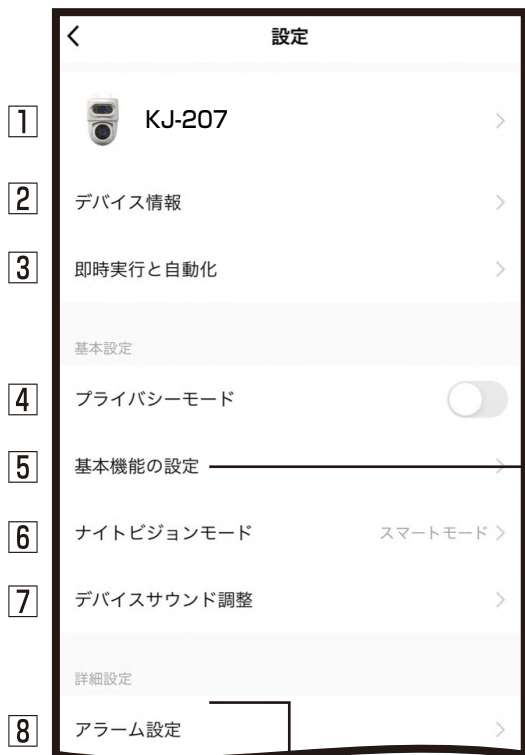 設定
1 KJ-207
2 デバイス情報
3 即時実行と自動化
基本設定
4 プライバシーモード
5 基本機能の設定
6 ナイトビジョンモード スマートモード
7 デバイスサウンド調整
詳細設定
8 アラーム設定